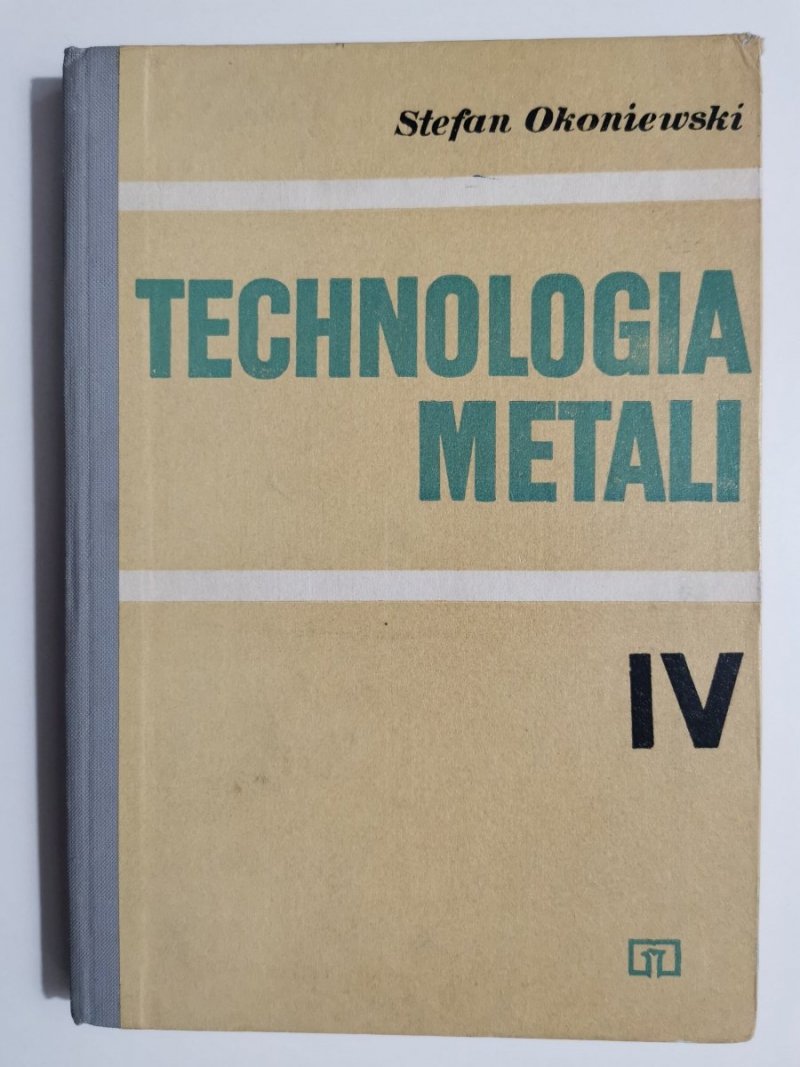 Stefan Okoniewski
TECHNOLOGIA
METALI
IV